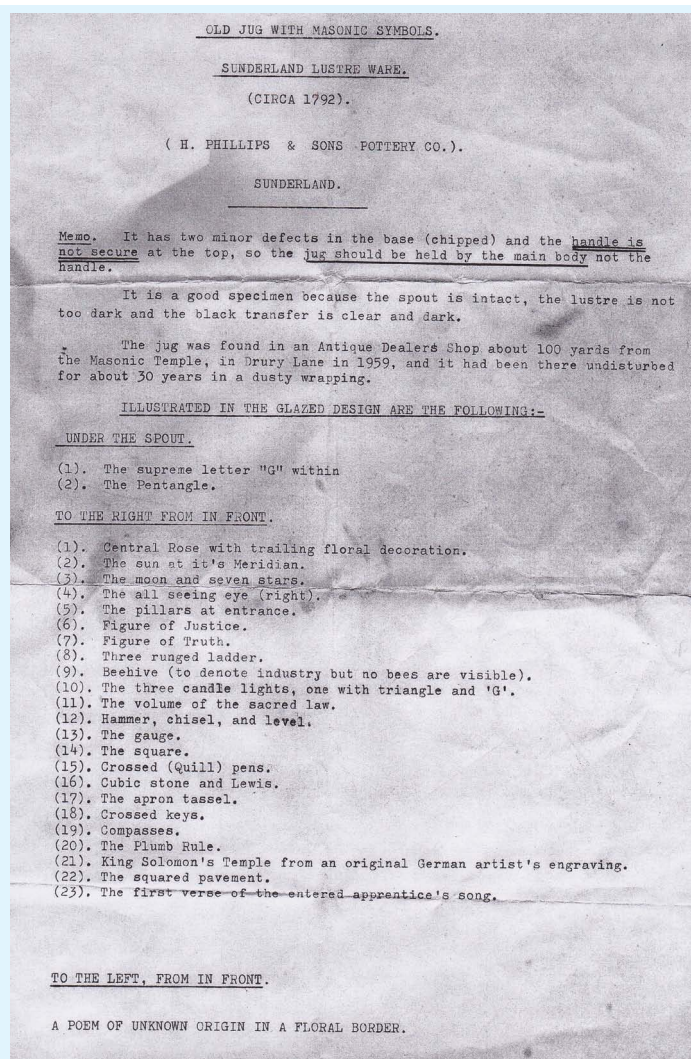 OLD JUG WITH MASONIC SYMBOLS.
SUNDERLAND LUSTRE WARE.
(CIRCA 1792).
( H. PHILLIPS & SONS POTTERY CO.).
SUNDERLAND.
Memo. It has two minor defects in the base (chipped) and the handle is
not secure at the top, so the jug should be held by the main body not the
handle.
It is a good specimen because the spout is intact, the lustre is not
too dark and the black transfer is clear and dark.
The jug was found in an Antique Dealers Shop about 100 yards from
the Masonic Temple, in Drury Lane in 1959, and it had been there undisturbed
for about 30 years in a dusty wrapping.
ILLUSTRATED IN THE GLAZED DESIGN ARE THE FOLLOWING:-
UNDER THE SPOUT.
(1). The supreme letter "G" within
(2). The Pentangle.
TO THE RIGHT FROM IN FRONT.
(1). Central Rose with trailing floral decoration.
(2). The sun at it's Meridian.
(3). The moon and seven stars.
(4). The all seeing eye (right).
(5). The pillars at entrance.
(6). Figure of Justice.
(7). Figure of Truth.
(8). Three runged ladder.
(9). Beehive (to denote industry but no bees are visible).
(10). The three candle lights, one with triangle and 'G'.
(11). The volume of the sacred law.
(12). Hammer, chisel, and level.
(13). The gauge.
(14). The square.
(15). Crossed (Quill) pens.
(16). Cubic stone and Lewis.
(17). The apron tassel.
(18). Crossed keys.
(19). Compasses.
(20). The Plumb Rule.
(21). King Solomon's Temple from an original German artist's engraving.
(22). The squared pavement.
(23). The first verse of the entered apprentice's song.
TO THE LEFT, FROM IN FRONT.
A POEM OF UNKNOWN ORIGIN IN A FLORAL BORDER.